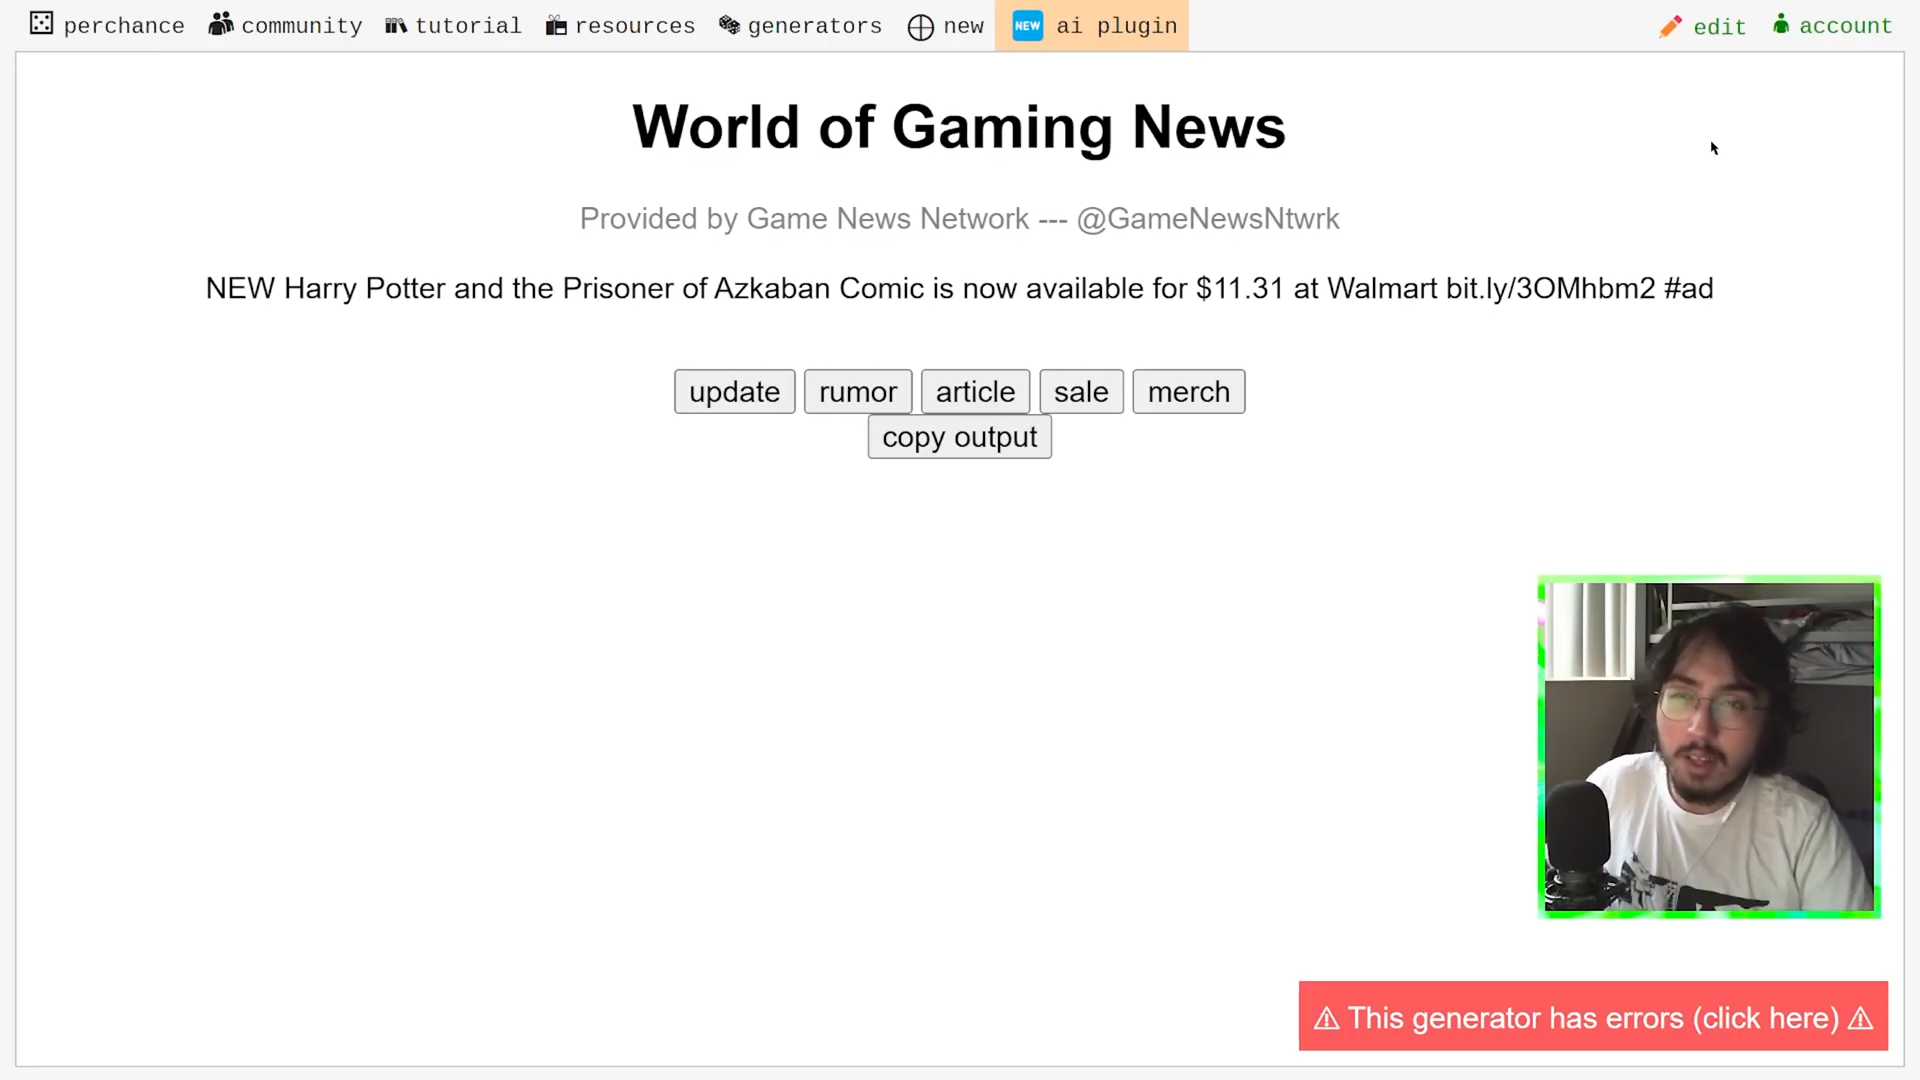 perchance community tutorial resources generators new NEW ai plugin edit account
World of Gaming News
Provided by Game News Network --- @GameNewsNtwrk
NEW Harry Potter and the Prisoner of Azkaban Comic is now available for $11.31 at Walmart bit.ly/3OMhbm2 #ad
update rumor article sale merch
copy output
⚠ This generator has errors (click here) ⚠